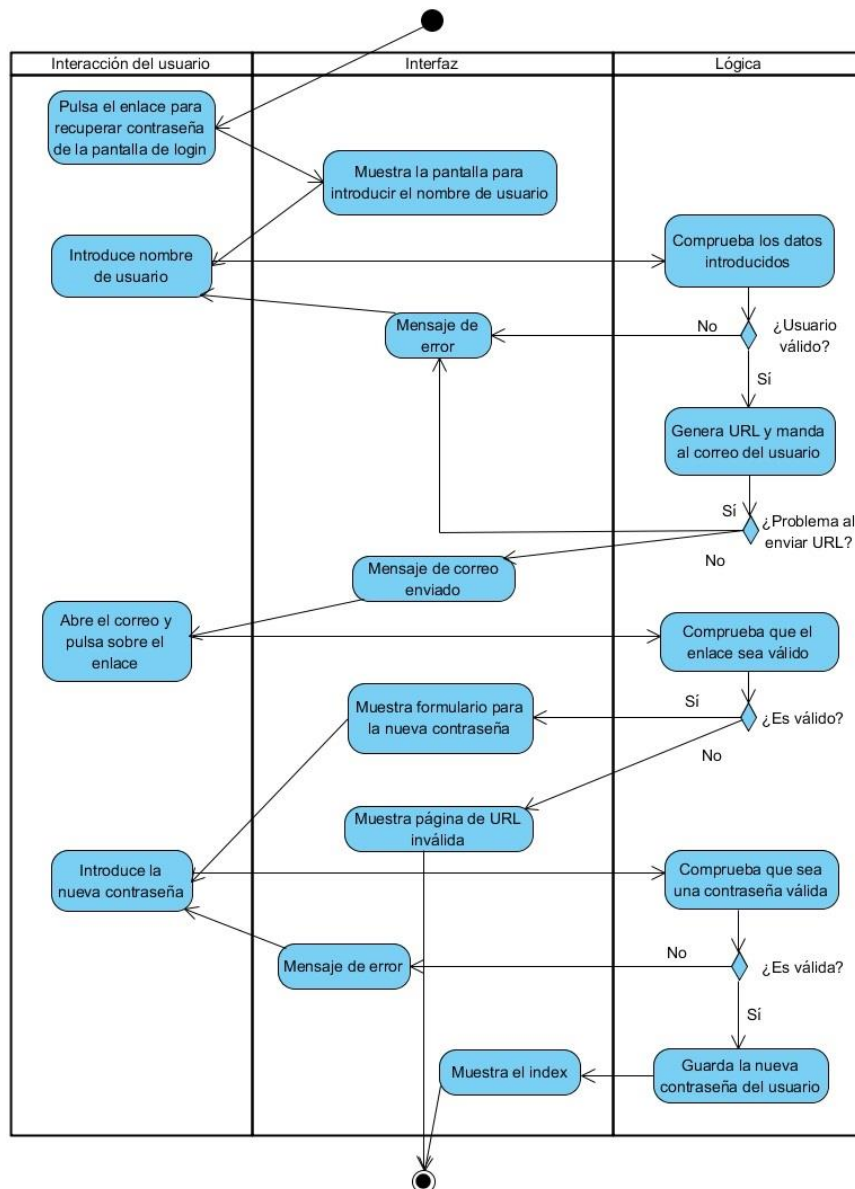 Interacción del usuario
Interfaz
Lógica
Pulsa el enlace para
recuperar contraseña
de la pantalla de login
Muestra la pantalla para
introducir el nombre de usuario
Introduce nombre
de usuario
Comprueba los datos
introducidos
Mensaje de
error
No
¿Usuario
válido?
Sí
Genera URL y manda
al correo del usuario
Sí
¿Problema al
enviar URL?
No
Mensaje de correo
enviado
Abre el correo y
pulsa sobre el
enlace
Comprueba que el
enlace sea válido
Muestra formulario para
la nueva contraseña
Sí
¿Es válido?
No
Muestra página de URL
inválida
Introduce la
nueva contraseña
Comprueba que sea
una contraseña válida
Mensaje de error
No
¿Es válida?
Sí
Muestra el index
Guarda la nueva
contraseña del usuario